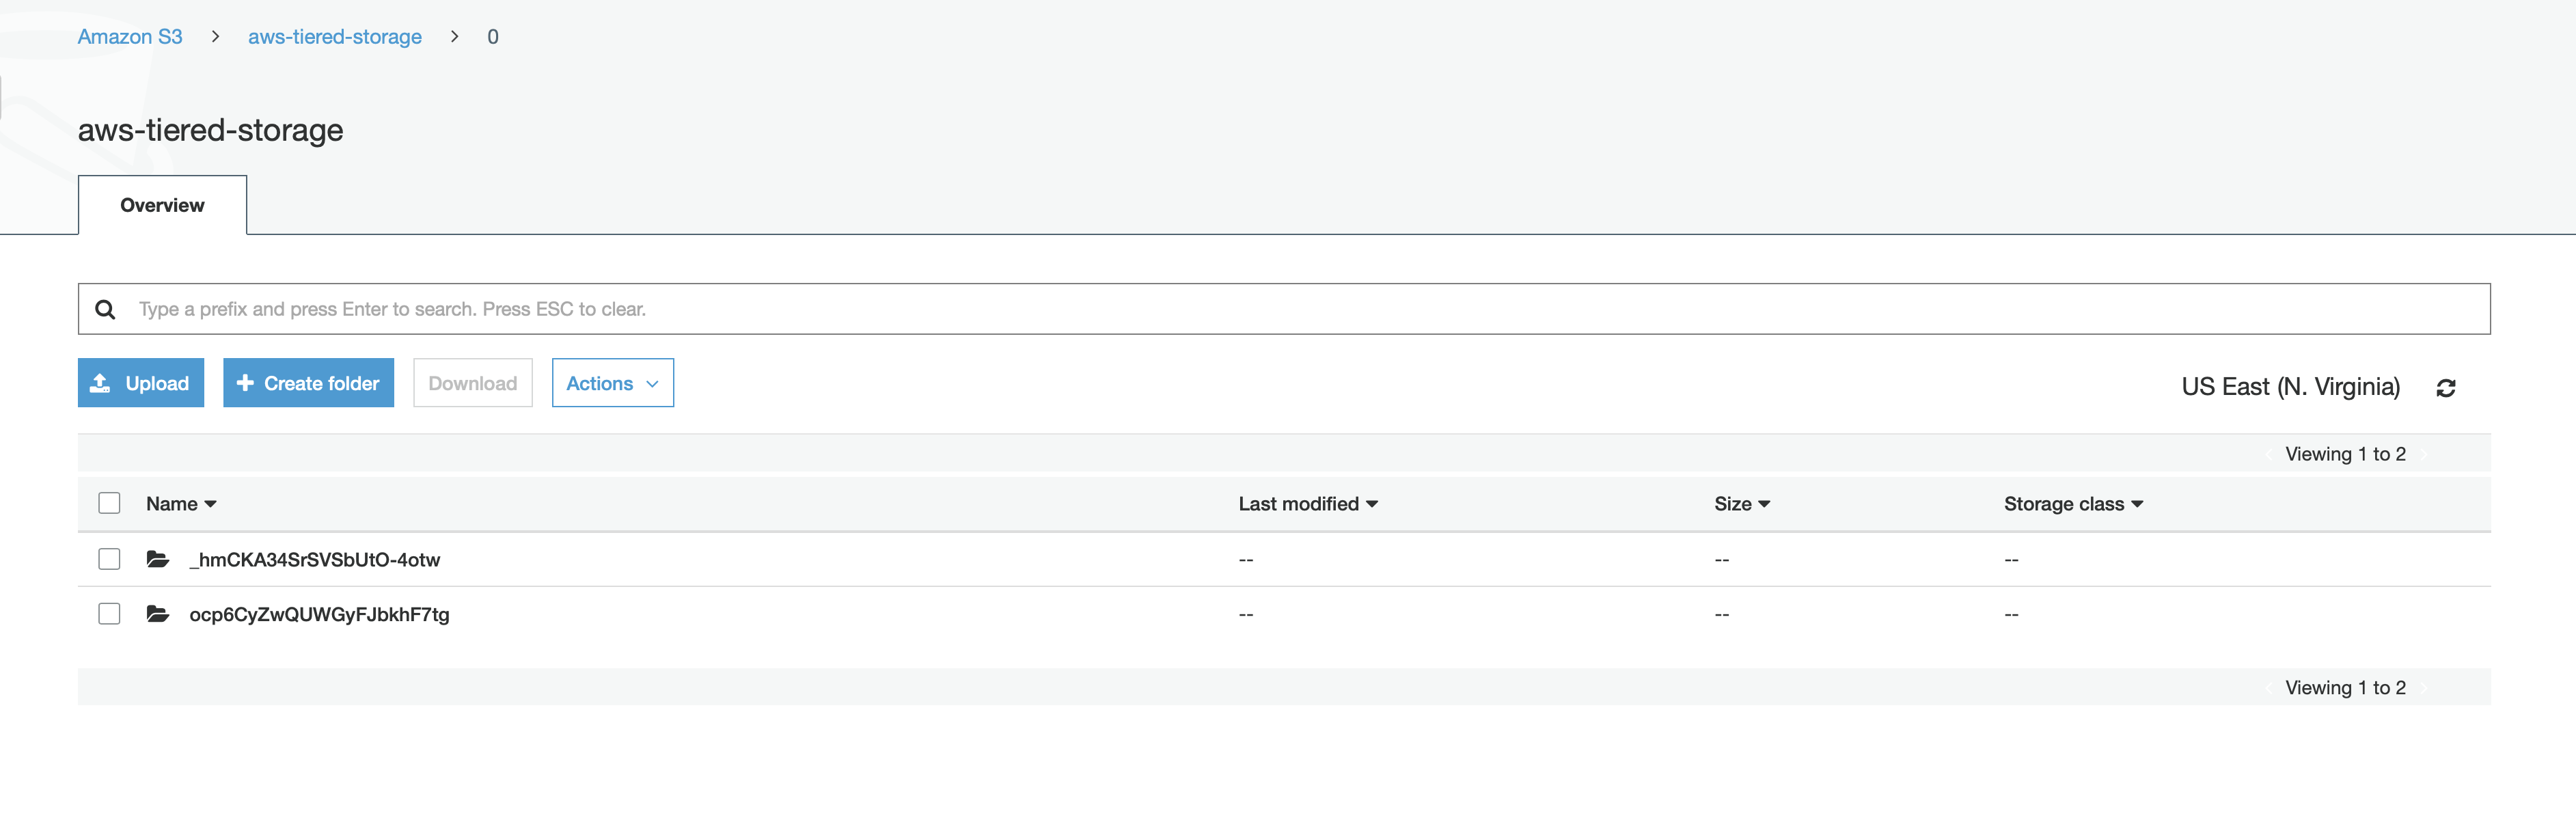 Amazon S3 > aws-tiered-storage > 0
aws-tiered-storage
Overview
Type a prefix and press Enter to search. Press ESC to clear.
Upload Create folder Download Actions US East (N. Virginia)
Viewing 1 to 2
Name Last modified Size Storage class
_hmCKA34SrSVSbUtO-4otw -- -- --
ocp6CyZwQUWGyFJbkhF7tg -- -- --
Viewing 1 to 2